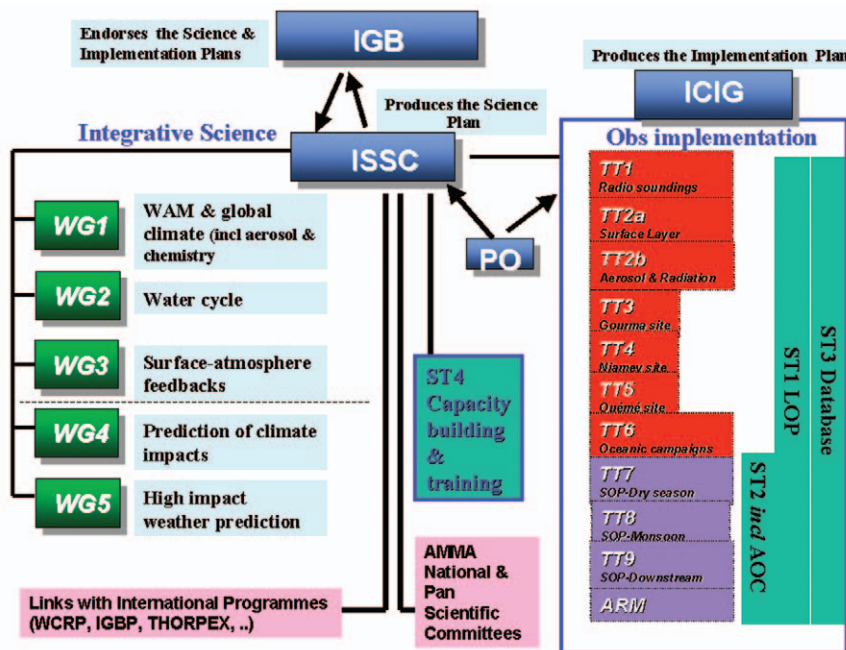 Endorses the Science &
Implementation Plans
IGB
Produces the Implementation Plan
ICIG
Produces the Science
Plan
Integrative Science
ISSC
Obs implementation
PO
WG1
WAM & global
climate (incl aerosol &
chemistry
WG2
Water cycle
WG3
Surface-atmosphere
feedbacks
WG4
Prediction of climate
impacts
WG5
High impact
weather prediction
ST4
Capacity
building
&
training
Links with International Programmes
(WCRP, IGBP, THORPEX, ..)
AMMA
National &
Pan
Scientific
Committees
TT1
Radio soundings
TT2a
Surface Layer
TT2b
Aerosol & Radiation
TT3
Gourma site
TT4
Niamey site
TT5
Ouémé site
TT6
Oceanic campaigns
TT7
SOP-Dry season
TT8
SOP-Monsoon
TT9
SOP-Downstream
ARM
ST1 LOP
ST2 incl AOC
ST3 Database